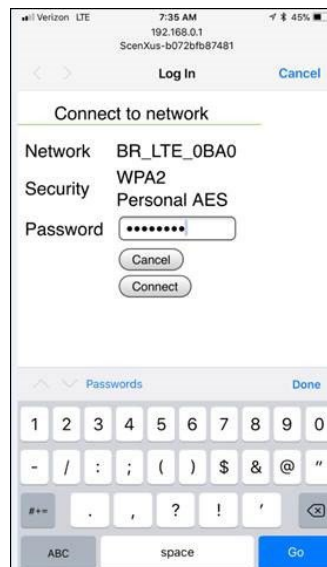 Verizon LTE 7:35 AM 45%
192.168.0.1
ScenXus-b072bfb87481
Log In Cancel
Connect to network
Network BR_LTE_0BA0
Security WPA2
Personal AES
Password ••••••••
Cancel
Connect
Passwords Done
1 2 3 4 5 6 7 8 9 0
- / : ; ( ) $ & @ "
#+= . , ? ! '
ABC space Go